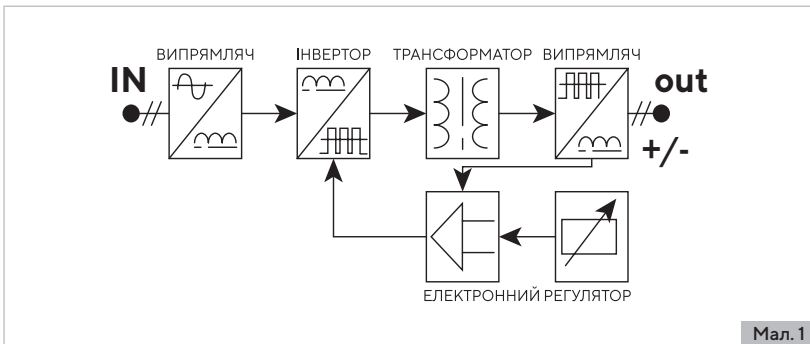 ВИПРЯМЛЯЧ ІНВЕРТОР ТРАНСФОРМАТОР ВИПРЯМЛЯЧ
IN out
+/-
ЕЛЕКТРОННИЙ РЕГУЛЯТОР
Мал. 1